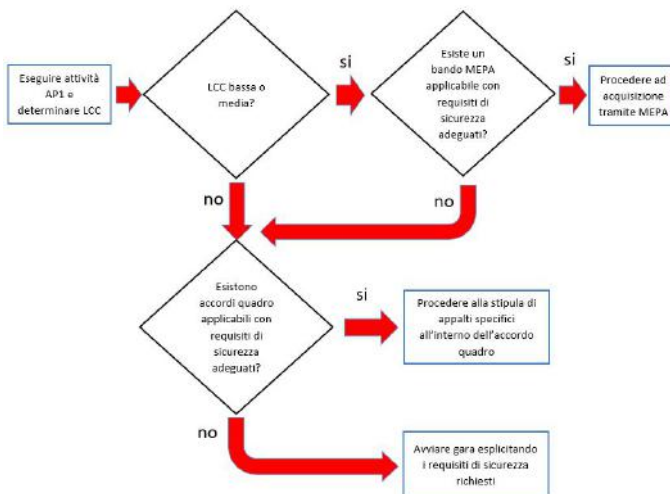 Eseguire attività
AP1 e
determinare LCC
LCC bassa o
media?
si
Esiste un
bando MEPA
applicabile con
requisiti di
sicurezza
adeguati?
si
Procedere ad
acquisizione
tramite MEPA
no
no
Esistono
accordi quadro
applicabili con
requisiti di
sicurezza
adeguati?
si
Procedere alla stipula di
appalti specifici
all'interno dell'accordo
quadro
no
Avviare gara esplicitando
i requisiti di sicurezza
richiesti